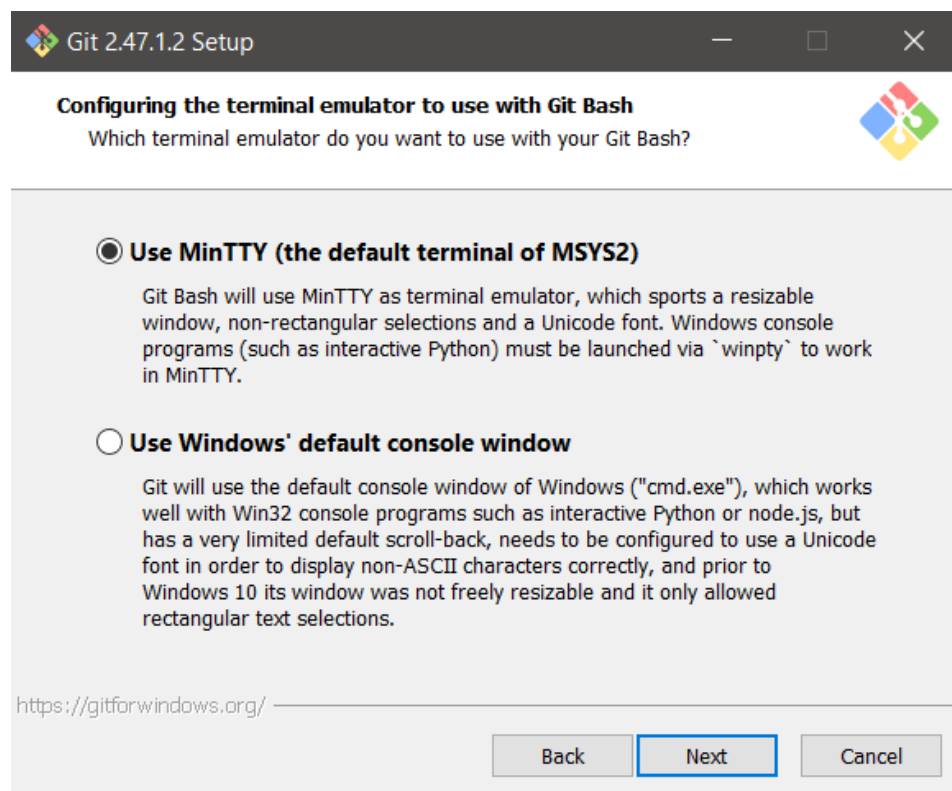 Git 2.47.1.2 Setup
Configuring the terminal emulator to use with Git Bash
Which terminal emulator do you want to use with your Git Bash?
Use MinTTY (the default terminal of MSYS2)
Git Bash will use MinTTY as terminal emulator, which sports a resizable
window, non-rectangular selections and a Unicode font. Windows console
programs (such as interactive Python) must be launched via `winpty` to work
in MinTTY.
Use Windows' default console window
Git will use the default console window of Windows ("cmd.exe"), which works
well with Win32 console programs such as interactive Python or node.js, but
has a very limited default scroll-back, needs to be configured to use a Unicode
font in order to display non-ASCII characters correctly, and prior to
Windows 10 its window was not freely resizable and it only allowed
rectangular text selections.
https://gitforwindows.org/
Back Next Cancel